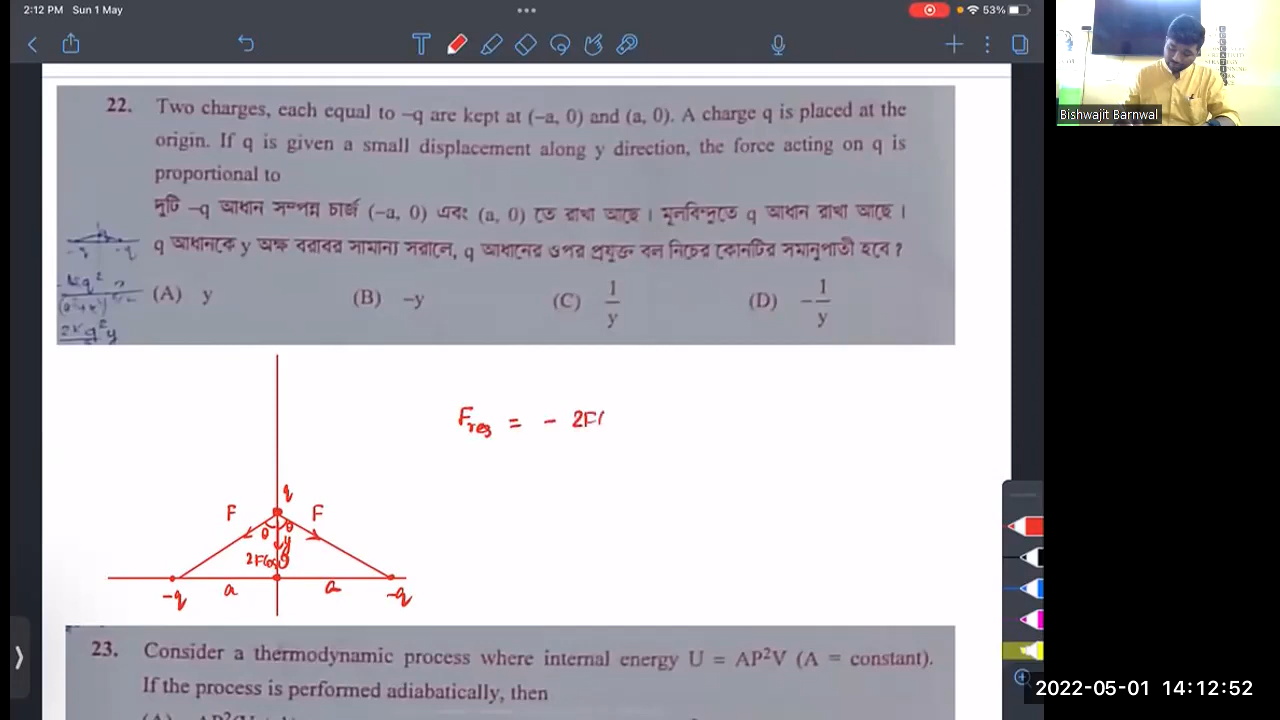 2:12 PM Sun 1 May
53%
Bishwajit Barnwal
22. Two charges, each equal to –q are kept at (–a, 0) and (a, 0). A charge q is placed at the
origin. If q is given a small displacement along y direction, the force acting on q is
proportional to
দুটি –q আধান সম্পন্ন চার্জ (–a, 0) এবং (a, 0) তে রাখা আছে। মূলবিন্দুতে q আধান রাখা আছে।
q আধানকে y অক্ষ বরাবর সামান্য সরালে, q আধানের ওপর প্রযুক্ত বল নিচের কোনটির সমানুপাতী হবে?
(A) y (B) –y (C) 1/y (D) –1/y
F_res = - 2F
q
F F
θ θ
y
2Fcosθ
-q a a -q
23. Consider a thermodynamic process where internal energy U = AP²V (A = constant).
If the process is performed adiabatically, then
2022-05-01 14:12:52